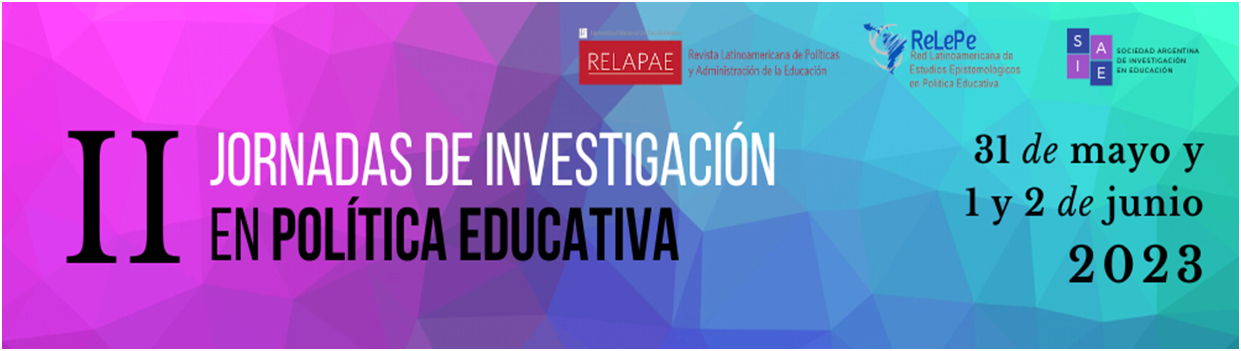 RELAPAE
Revista Latinoamericana de Políticas
y Administración de la Educación
ReLePe
Red Latinoamericana de
Estudios Epistemológicos
en Política Educativa
S A
I E
SOCIEDAD ARGENTINA
DE INVESTIGACIÓN
EN EDUCACIÓN
II
JORNADAS DE INVESTIGACIÓN
EN POLÍTICA EDUCATIVA
31 de mayo y
1 y 2 de junio
2023